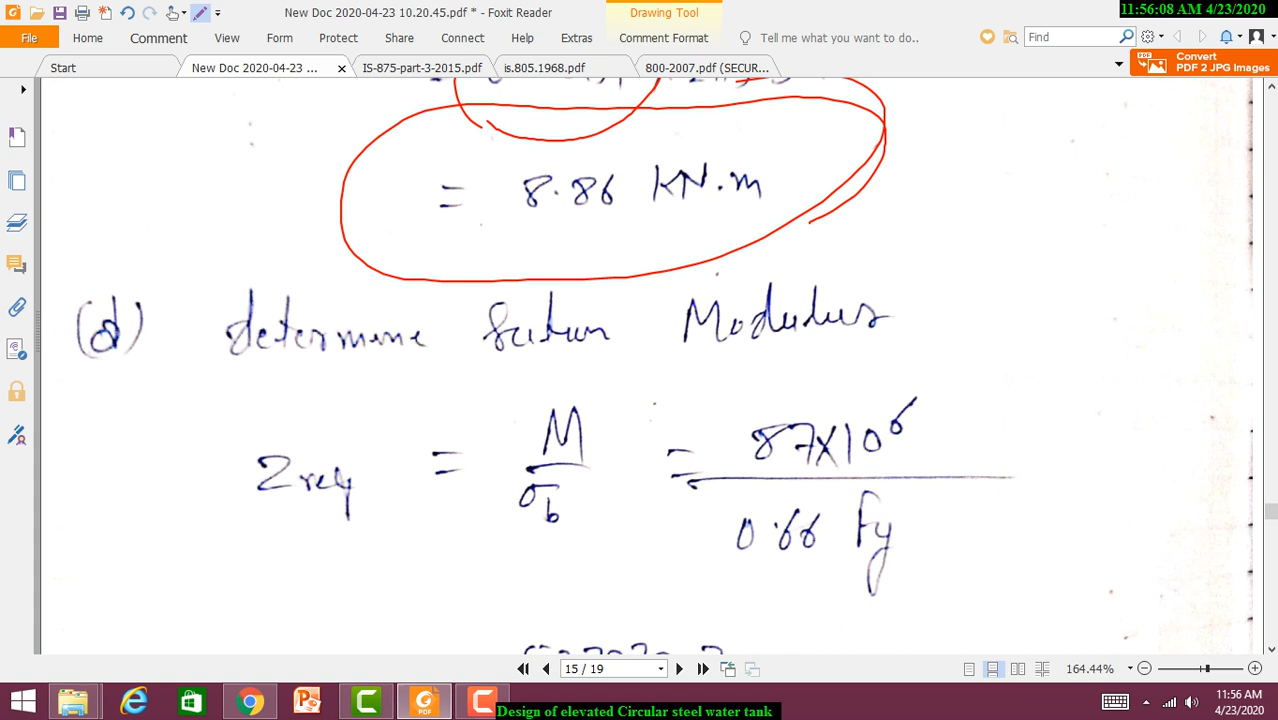 New Doc 2020-04-23 10.20.45.pdf * - Foxit Reader
Drawing Tool
11:56:08 AM 4/23/2020
File Home Comment View Form Protect Share Connect Help Extras Comment Format Tell me what you want to do.. Find
Start New Doc 2020-04-23 ... IS-875-part-3-2015.pdf is.805.1968.pdf 800-2007.pdf (SECUR...
Convert
PDF 2 JPG Images
= 8.86 KN.m
(d) determine Section Modulus
Zreq = M/σb = 87x10^6/0.66 Fy
15 / 19
164.44%
PDF
11:56 AM
4/23/2020
Design of elevated Circular steel water tank